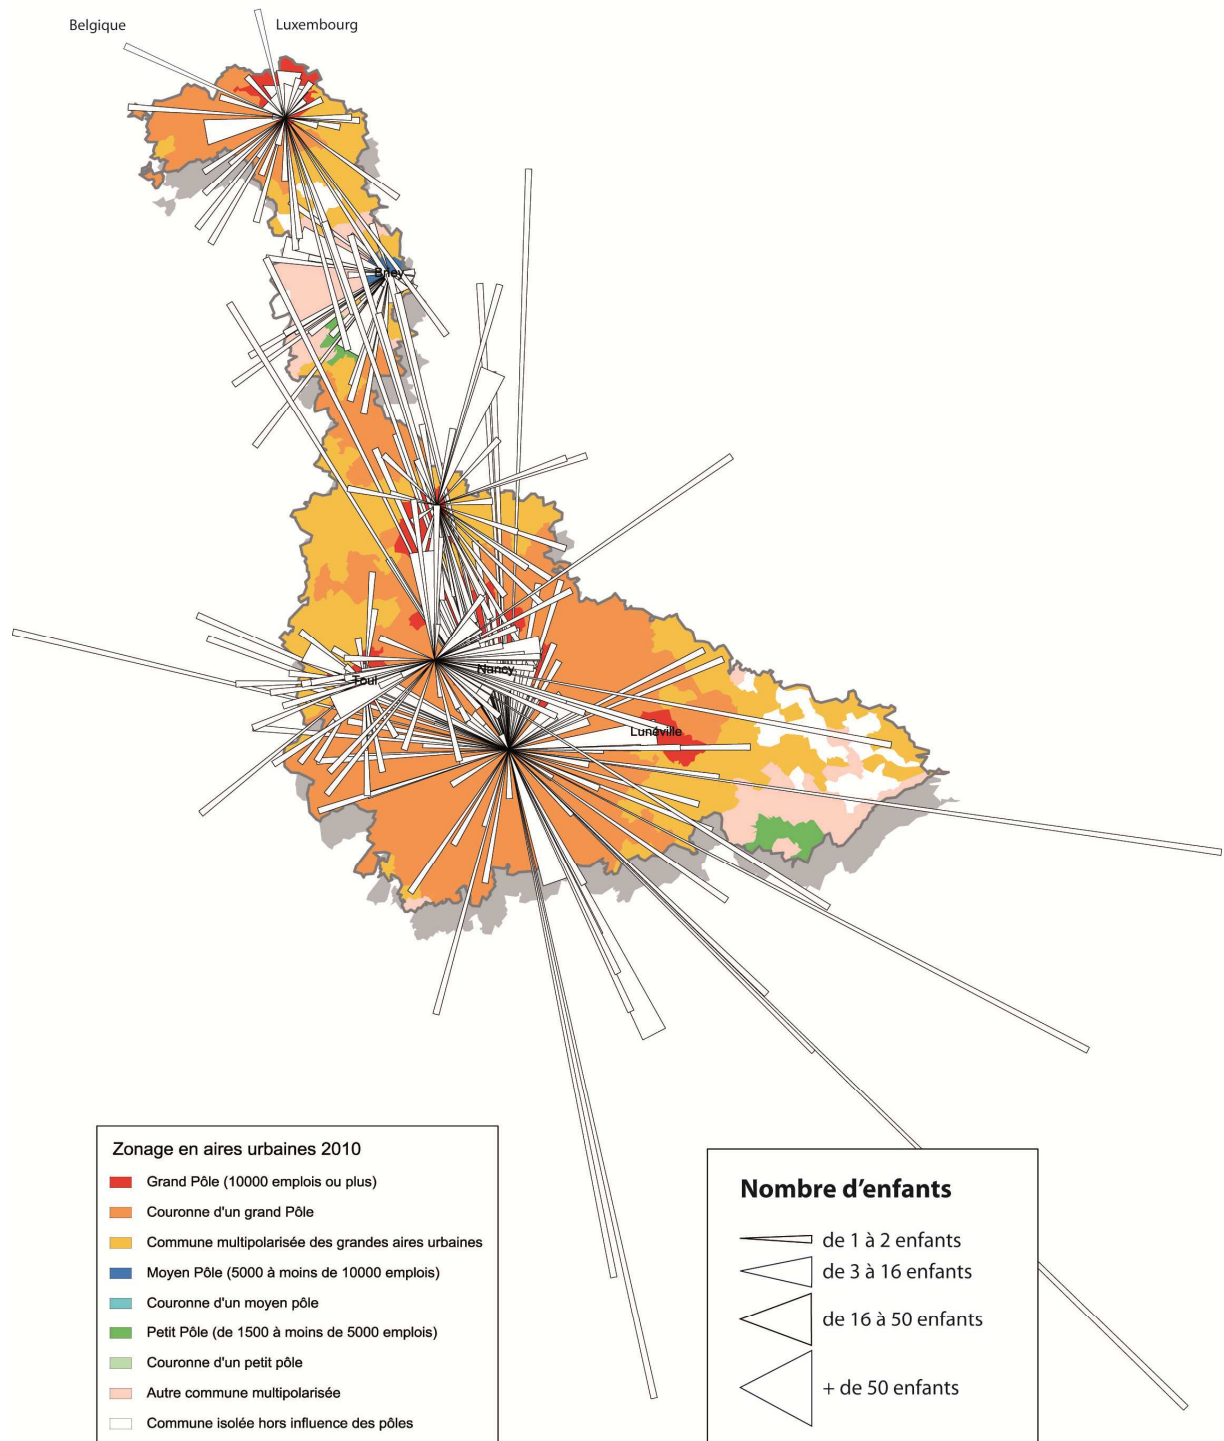 Belgique
Luxembourg
Briey
Nancy
Toul
Lunéville
Zonage en aires urbaines 2010
Grand Pôle (10000 emplois ou plus)
Couronne d'un grand Pôle
Commune multipolarisée des grandes aires urbaines
Moyen Pôle (5000 à moins de 10000 emplois)
Couronne d'un moyen pôle
Petit Pôle (de 1500 à moins de 5000 emplois)
Couronne d'un petit pôle
Autre commune multipolarisée
Commune isolée hors influence des pôles
Nombre d'enfants
de 1 à 2 enfants
de 3 à 16 enfants
de 16 à 50 enfants
+ de 50 enfants